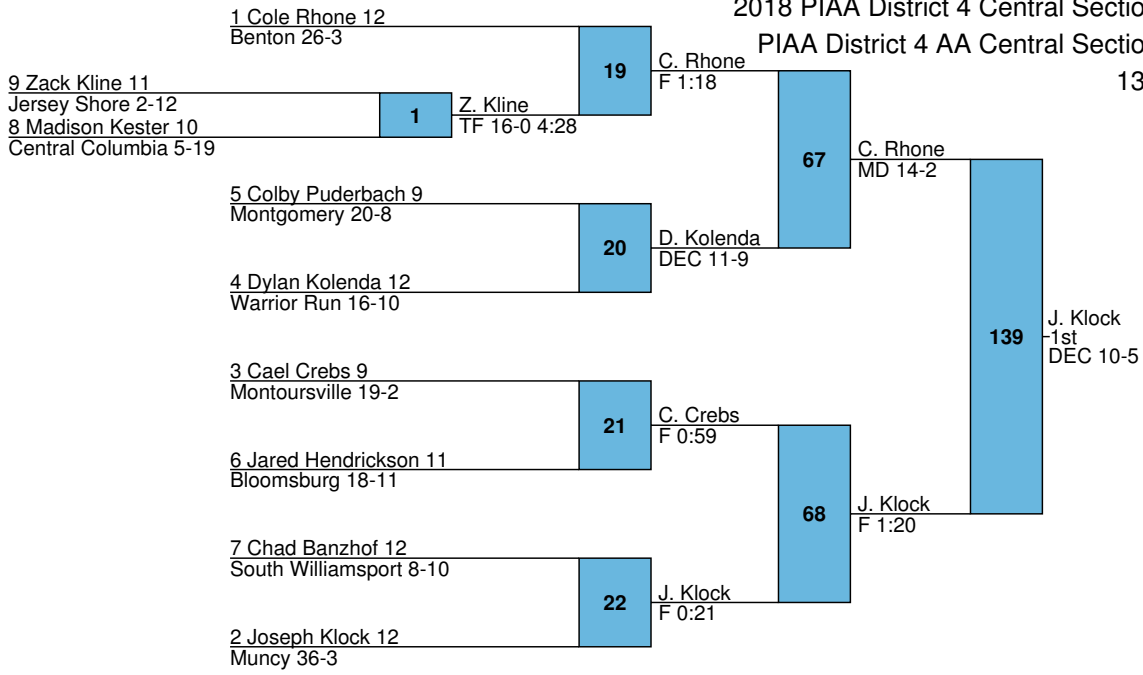 2018 PIAA District 4 Central Sectio
PIAA District 4 AA Central Sectio
13
1 Cole Rhone 12
Benton 26-3
9 Zack Kline 11
Jersey Shore 2-12
8 Madison Kester 10
Central Columbia 5-19
1
Z. Kline
TF 16-0 4:28
19
C. Rhone
F 1:18
5 Colby Puderbach 9
Montgomery 20-8
4 Dylan Kolenda 12
Warrior Run 16-10
20
D. Kolenda
DEC 11-9
67
C. Rhone
MD 14-2
3 Cael Crebs 9
Montoursville 19-2
6 Jared Hendrickson 11
Bloomsburg 18-11
21
C. Crebs
F 0:59
7 Chad Banzhof 12
South Williamsport 8-10
2 Joseph Klock 12
Muncy 36-3
22
J. Klock
F 0:21
68
J. Klock
F 1:20
139
J. Klock
1st
DEC 10-5